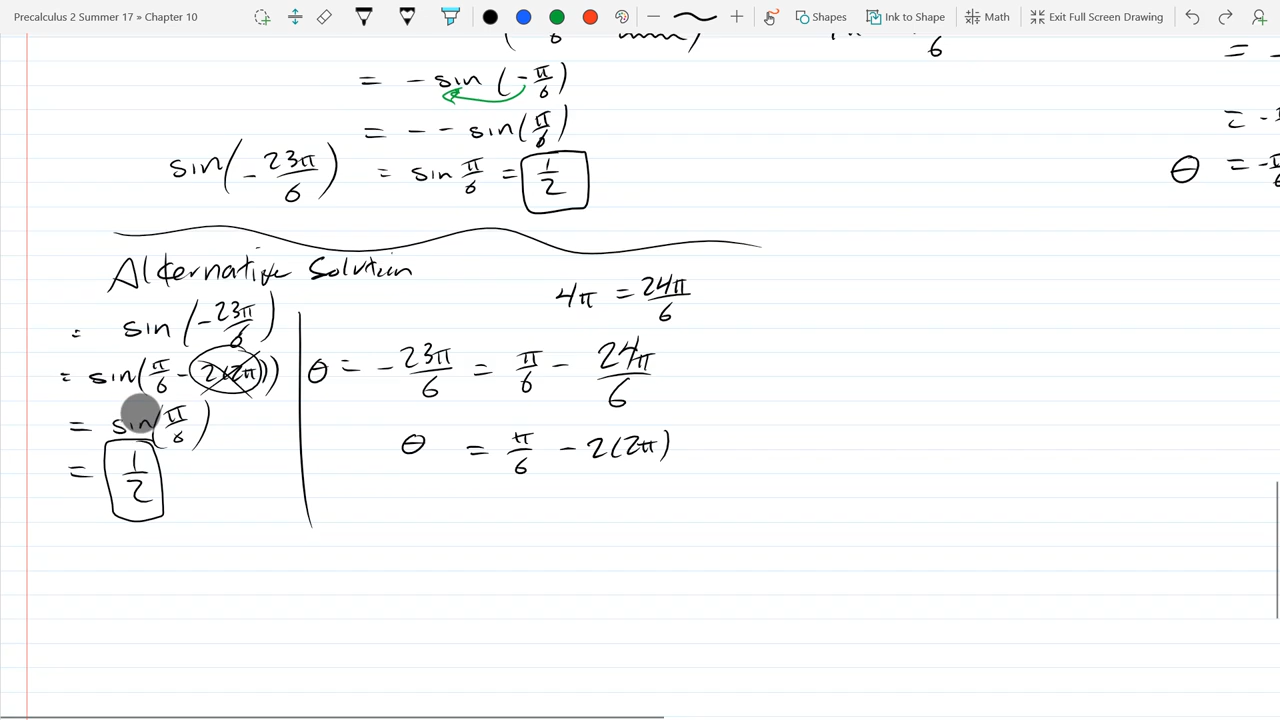 Precalculus 2 Summer 17 » Chapter 10
Shapes
Ink to Shape
Math
Exit Full Screen Drawing
6
= - sin (-π/6)
= - - sin(π/6)
sin(-23π/6) = sin π/6 = 1/2
Alternative Solution
= sin(-23π/6)
= sin(π/6 - 2(2π))
= sin(π/6)
= 1/2
4π = 24π/6
θ = -23π/6 = π/6 - 24π/6
θ = π/6 - 2(2π)
θ